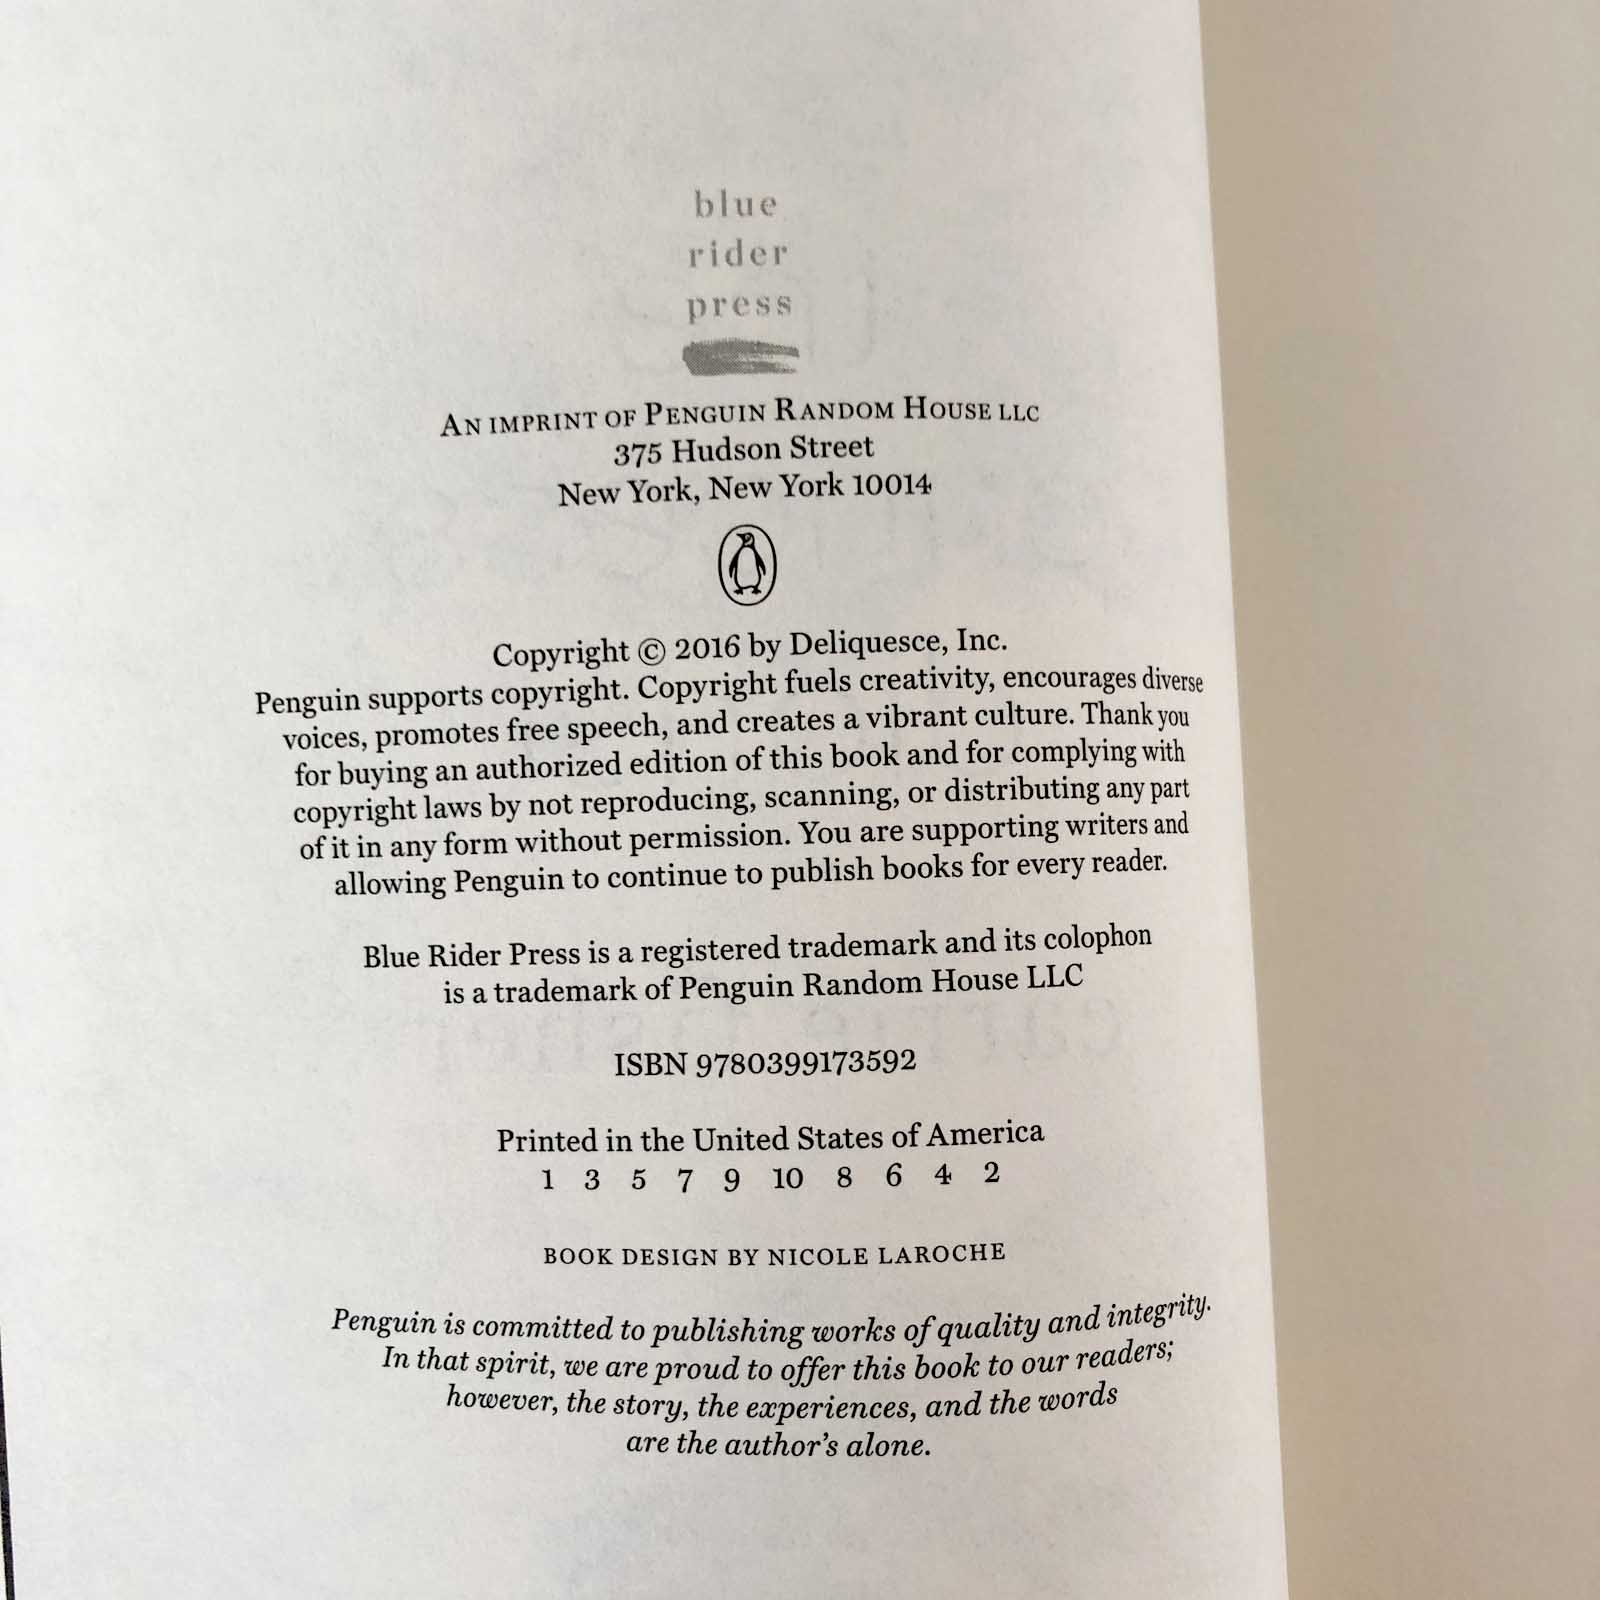 blue
rider
press
AN IMPRINT OF PENGUIN RANDOM HOUSE LLC
375 Hudson Street
New York, New York 10014
Copyright © 2016 by Deliquesce, Inc.
Penguin supports copyright. Copyright fuels creativity, encourages diverse
voices, promotes free speech, and creates a vibrant culture. Thank you
for buying an authorized edition of this book and for complying with
copyright laws by not reproducing, scanning, or distributing any part
of it in any form without permission. You are supporting writers and
allowing Penguin to continue to publish books for every reader.
Blue Rider Press is a registered trademark and its colophon
is a trademark of Penguin Random House LLC
ISBN 9780399173592
Printed in the United States of America
1 3 5 7 9 10 8 6 4 2
BOOK DESIGN BY NICOLE LAROCHE
Penguin is committed to publishing works of quality and integrity.
In that spirit, we are proud to offer this book to our readers;
however, the story, the experiences, and the words
are the author's alone.